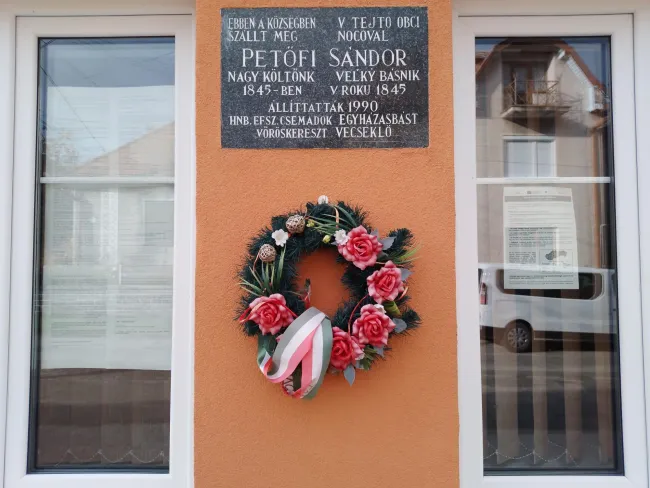 EBBEN A KÖZSÉGBEN V TEJTO OBCI
SZÁLLT MEG NOCOVAL
PETŐFI SÁNDOR
NAGY KÖLTŐNK VEĽKÝ BÁSNIK
1845-BEN V ROKU 1845
ÁLLÍTTATTÁK 1990
HNB. EFSZ. CSEMADOK EGYHÁZASBÁST
VÖRÖSKERESZT VECSEKLŐ